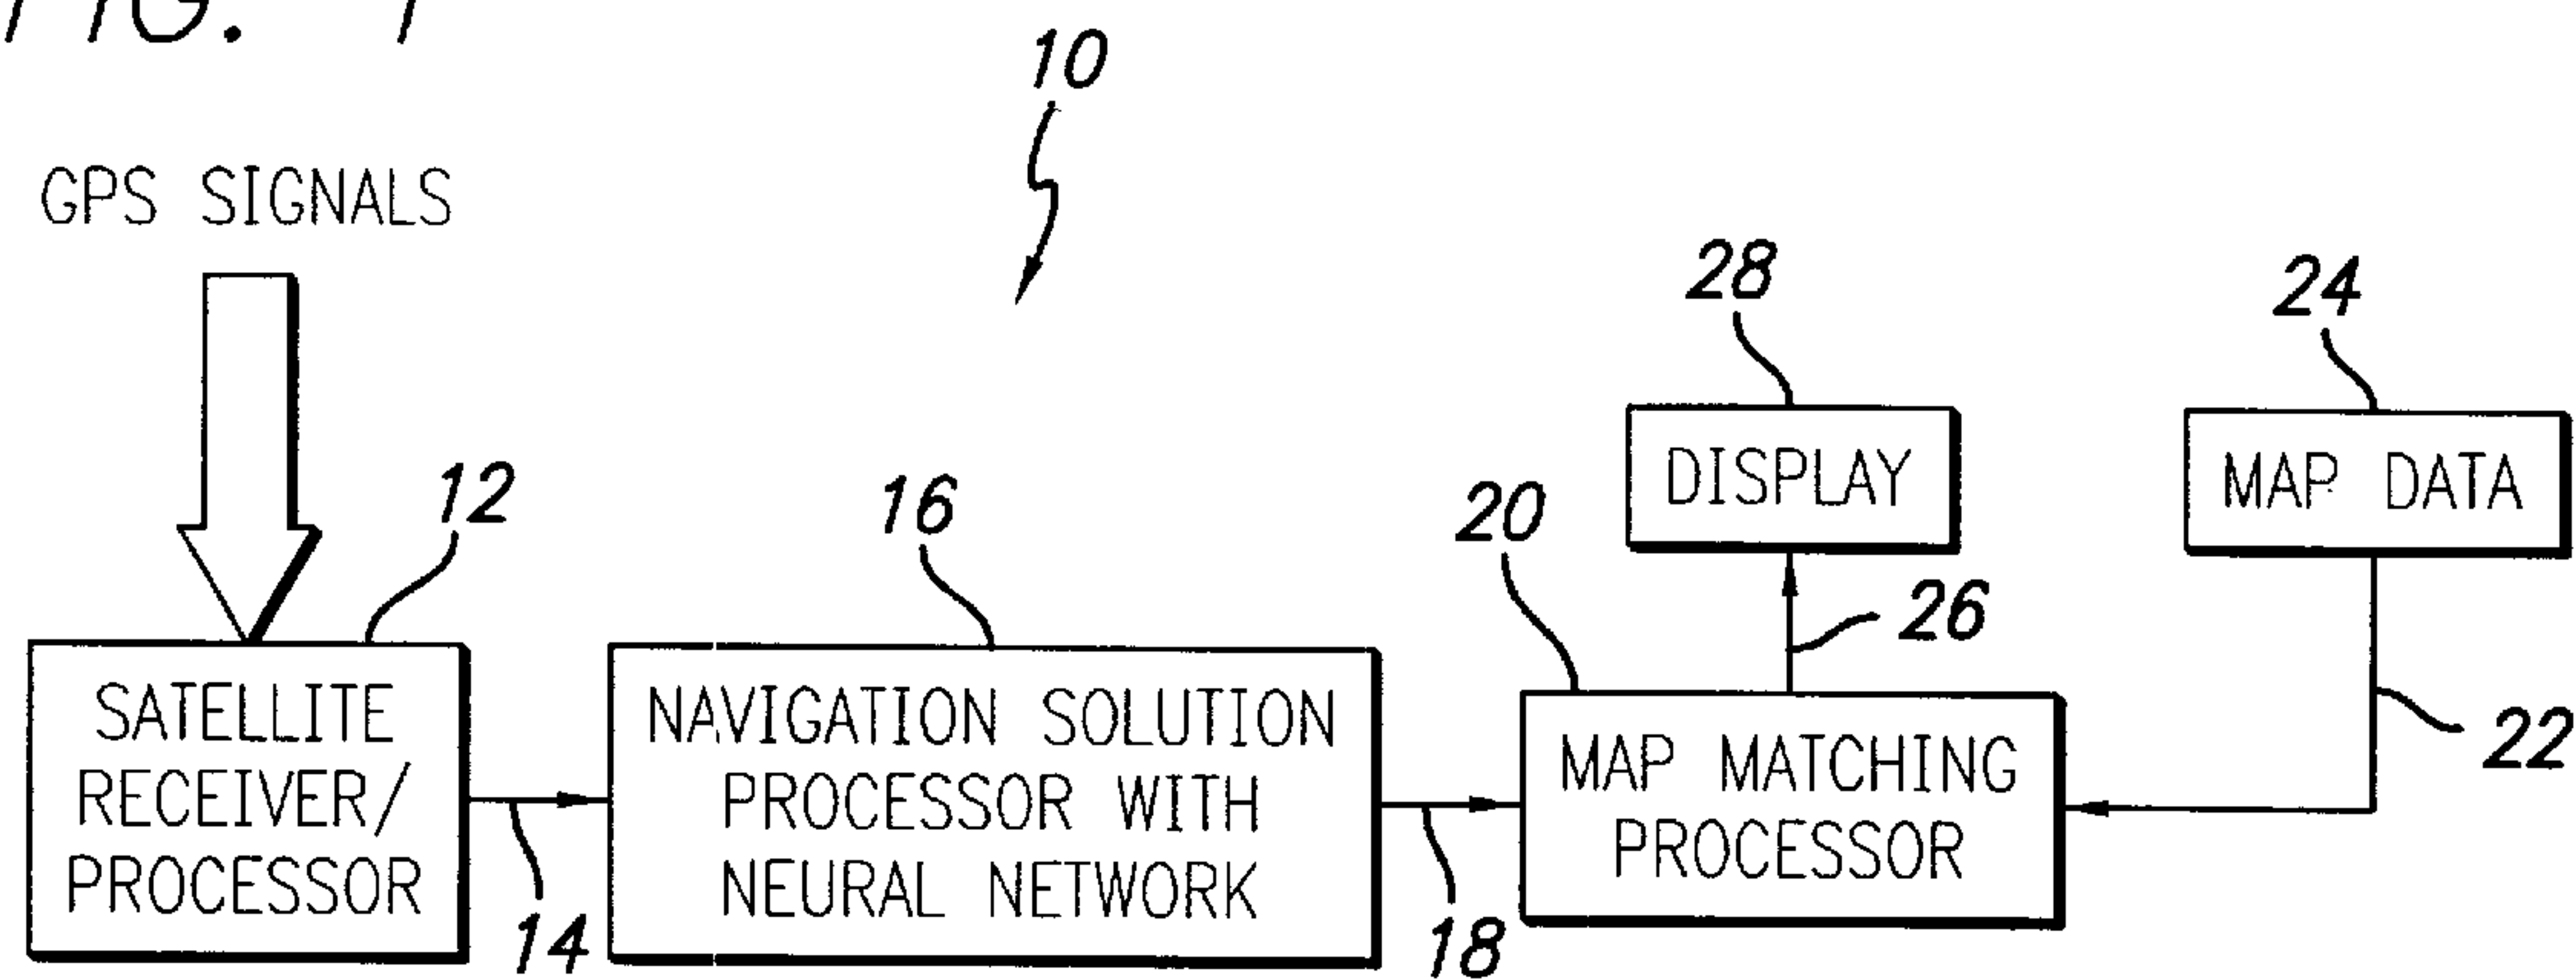 FIG. 1
10
GPS SIGNALS
28
24
DISPLAY
MAP DATA
12
16
20
26
22
SATELLITE
RECEIVER/
PROCESSOR
14
NAVIGATION SOLUTION
PROCESSOR WITH
NEURAL NETWORK
18
MAP MATCHING
PROCESSOR